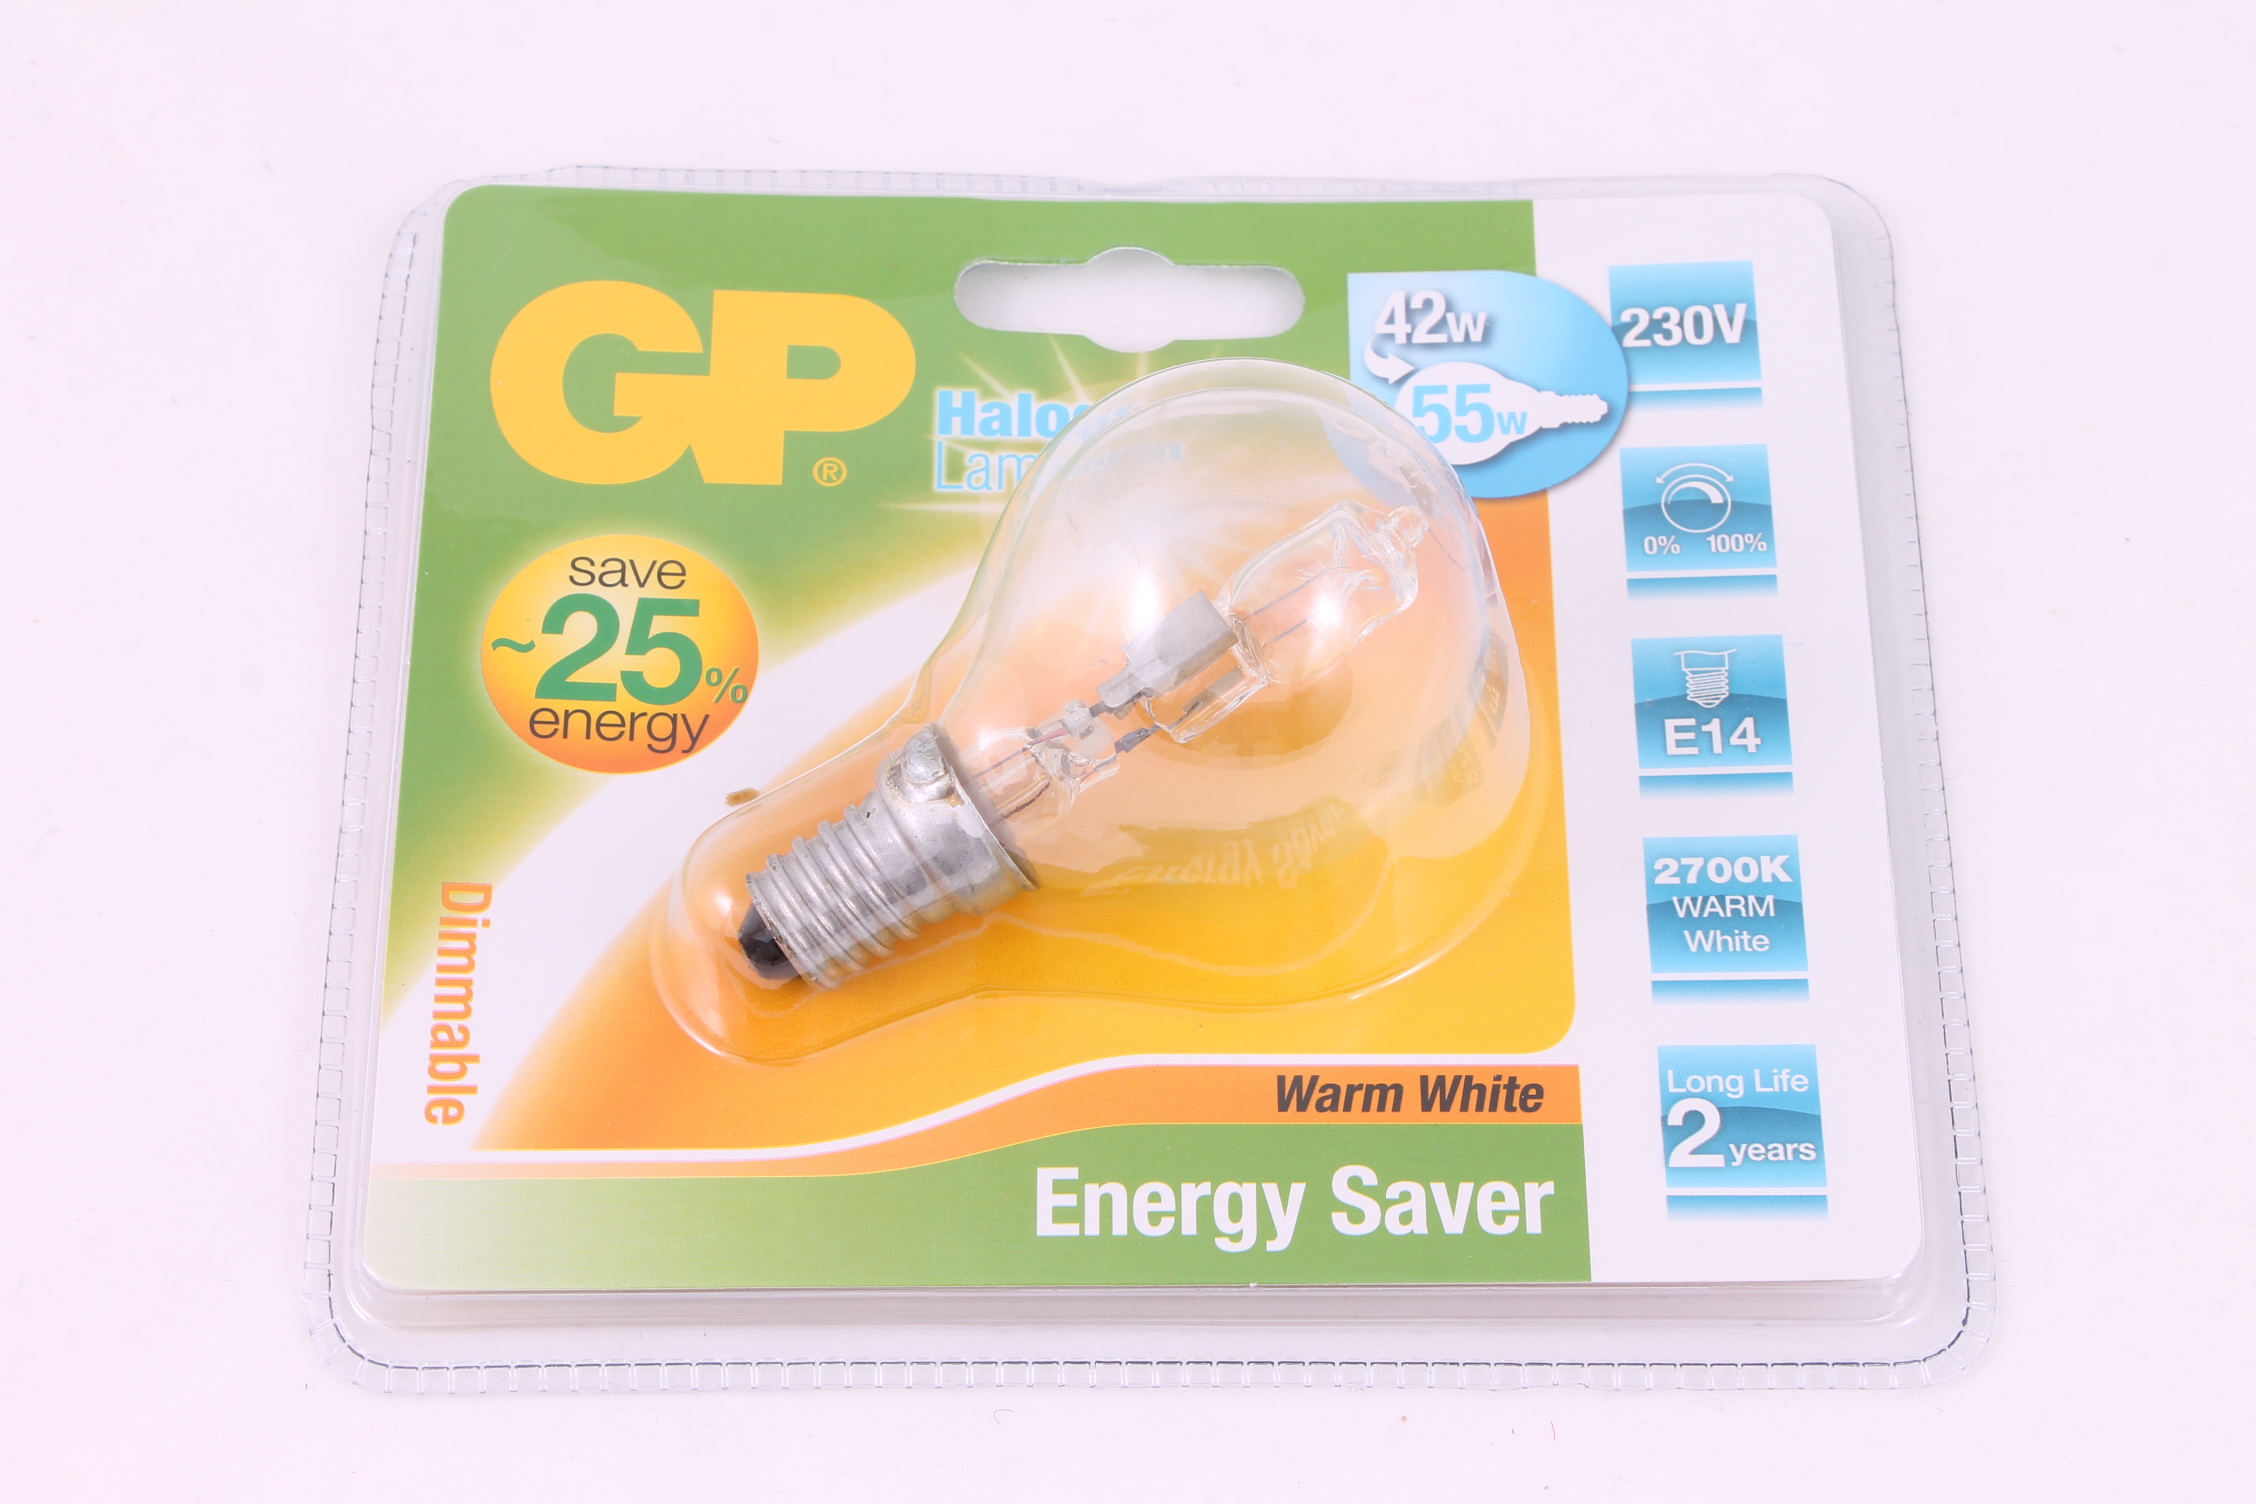 GP®
42W
55W
save
~25%
energy
Dimmable
Warm White
Energy Saver
230V
0% 100%
E14
2700K
WARM
White
Long Life
2 years